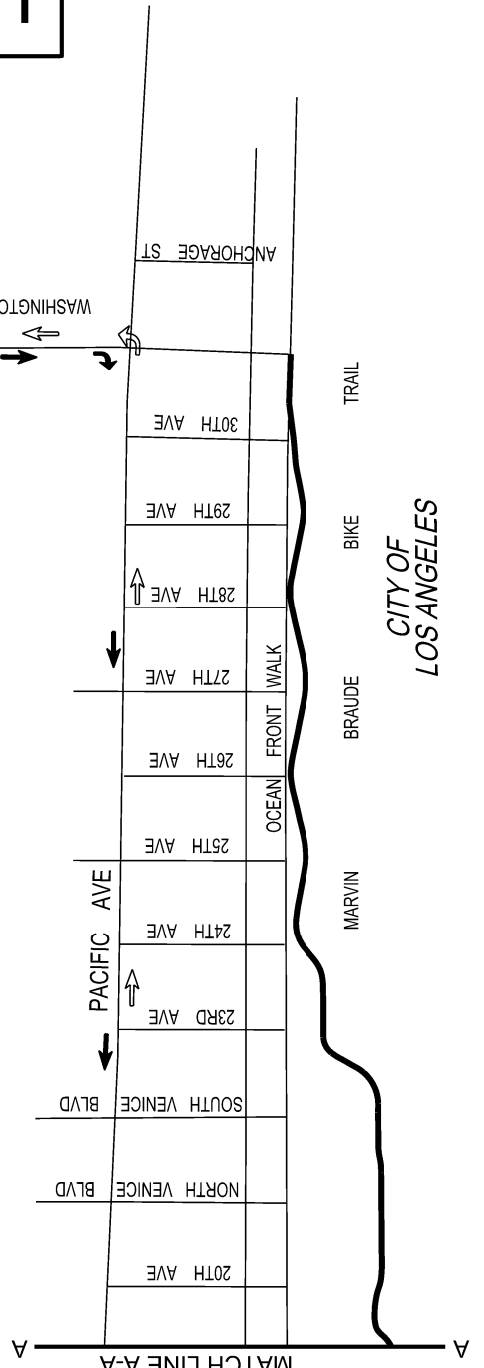 ANCHORAGE ST
WASHINGTO
30TH AVE
29TH AVE
28TH AVE
27TH AVE
26TH AVE
25TH AVE
24TH AVE
23RD AVE
SOUTH VENICE BLVD
NORTH VENICE BLVD
20TH AVE
PACIFIC AVE
OCEAN FRONT WALK
MARVIN BRAUDE BIKE TRAIL
CITY OF
LOS ANGELES
A MATCH LINE A-A A